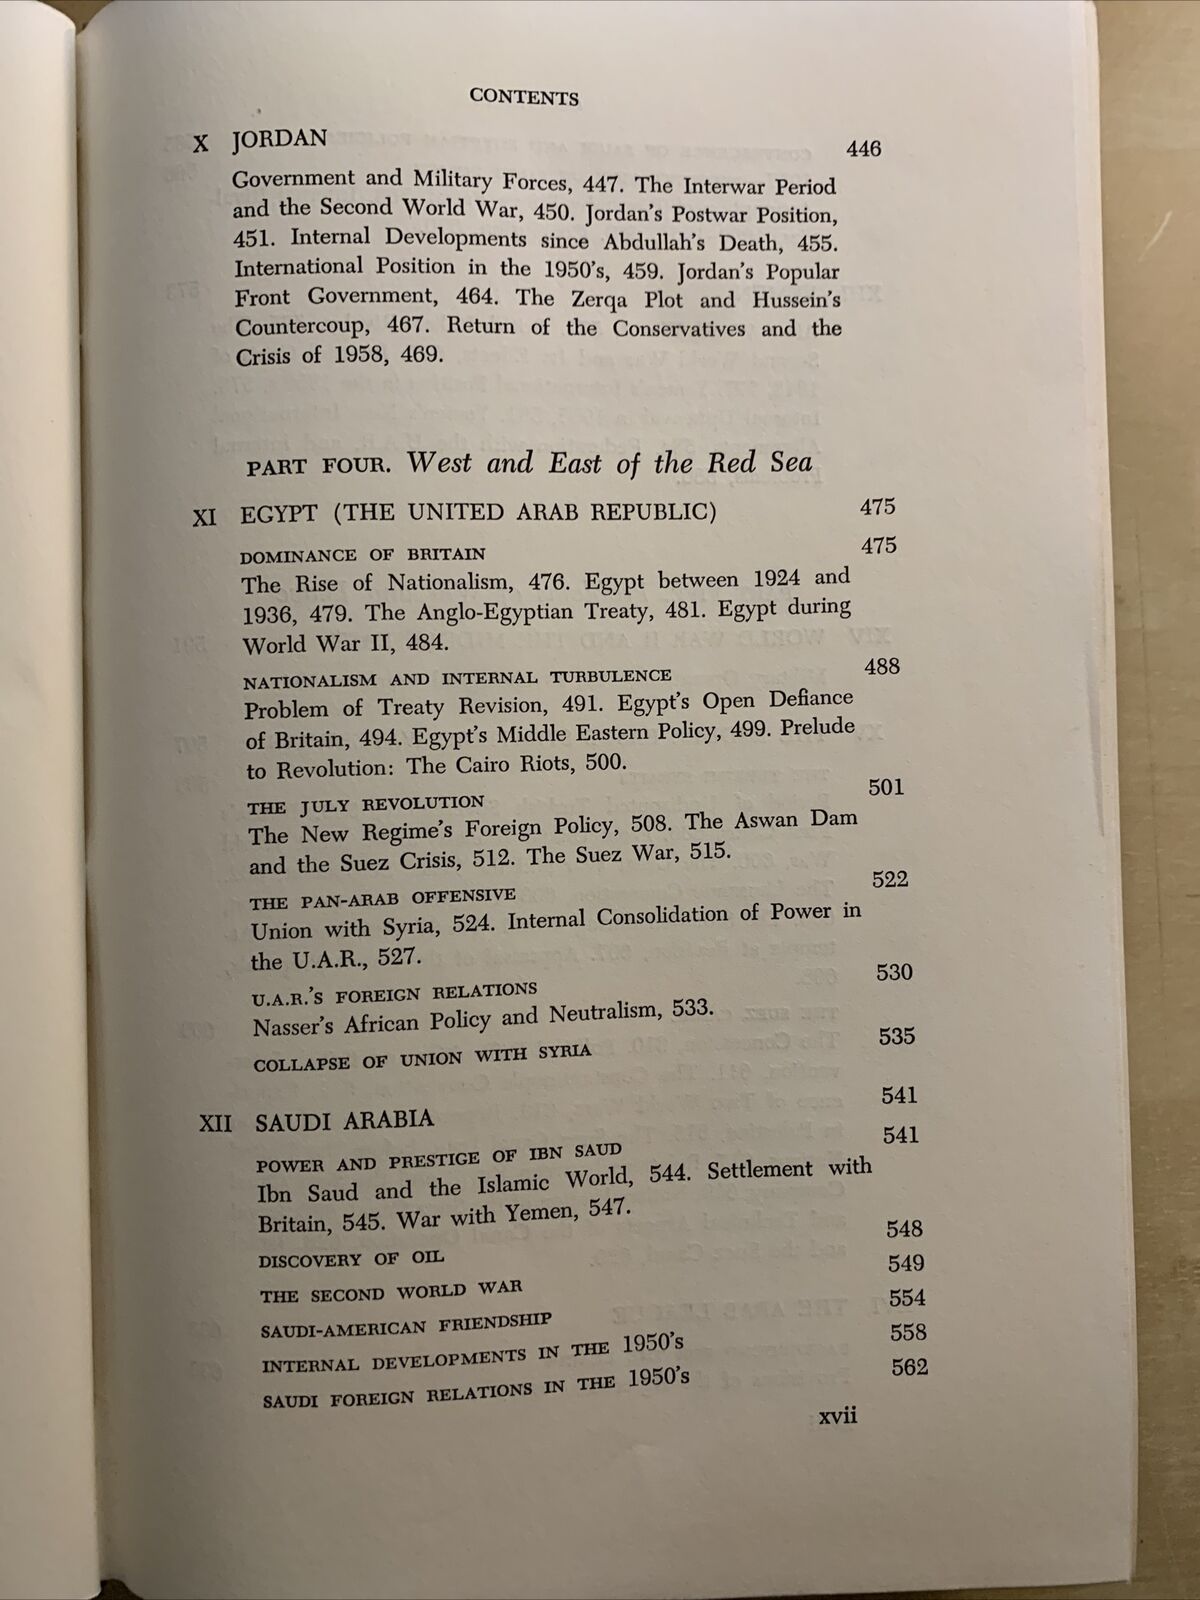 CONTENTS
X JORDAN 446
Government and Military Forces, 447. The Interwar Period
and the Second World War, 450. Jordan's Postwar Position,
451. Internal Developments since Abdullah's Death, 455.
International Position in the 1950's, 459. Jordan's Popular
Front Government, 464. The Zerqa Plot and Hussein's
Countercoup, 467. Return of the Conservatives and the
Crisis of 1958, 469.
PART FOUR. West and East of the Red Sea
XI EGYPT (THE UNITED ARAB REPUBLIC) 475
DOMINANCE OF BRITAIN 475
The Rise of Nationalism, 476. Egypt between 1924 and
1936, 479. The Anglo-Egyptian Treaty, 481. Egypt during
World War II, 484.
NATIONALISM AND INTERNAL TURBULENCE 488
Problem of Treaty Revision, 491. Egypt's Open Defiance
of Britain, 494. Egypt's Middle Eastern Policy, 499. Prelude
to Revolution: The Cairo Riots, 500.
THE JULY REVOLUTION 501
The New Regime's Foreign Policy, 508. The Aswan Dam
and the Suez Crisis, 512. The Suez War, 515.
THE PAN-ARAB OFFENSIVE 522
Union with Syria, 524. Internal Consolidation of Power in
the U.A.R., 527.
U.A.R.'S FOREIGN RELATIONS 530
Nasser's African Policy and Neutralism, 533.
COLLAPSE OF UNION WITH SYRIA 535
XII SAUDI ARABIA 541
POWER AND PRESTIGE OF IBN SAUD 541
Ibn Saud and the Islamic World, 544. Settlement with
Britain, 545. War with Yemen, 547.
DISCOVERY OF OIL 548
THE SECOND WORLD WAR 549
SAUDI-AMERICAN FRIENDSHIP 554
INTERNAL DEVELOPMENTS IN THE 1950's 558
SAUDI FOREIGN RELATIONS IN THE 1950's 562
xvii